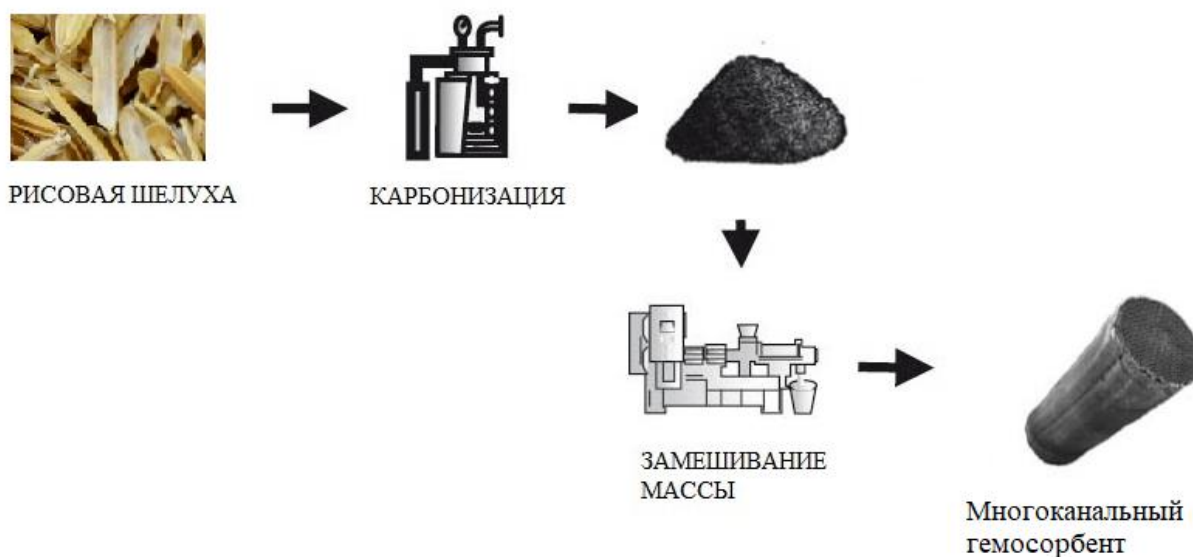 РИСОВАЯ ШЕЛУХА
КАРБОНИЗАЦИЯ
ЗАМЕШИВАНИЕ
МАССЫ
Многоканальный
гемосорбент